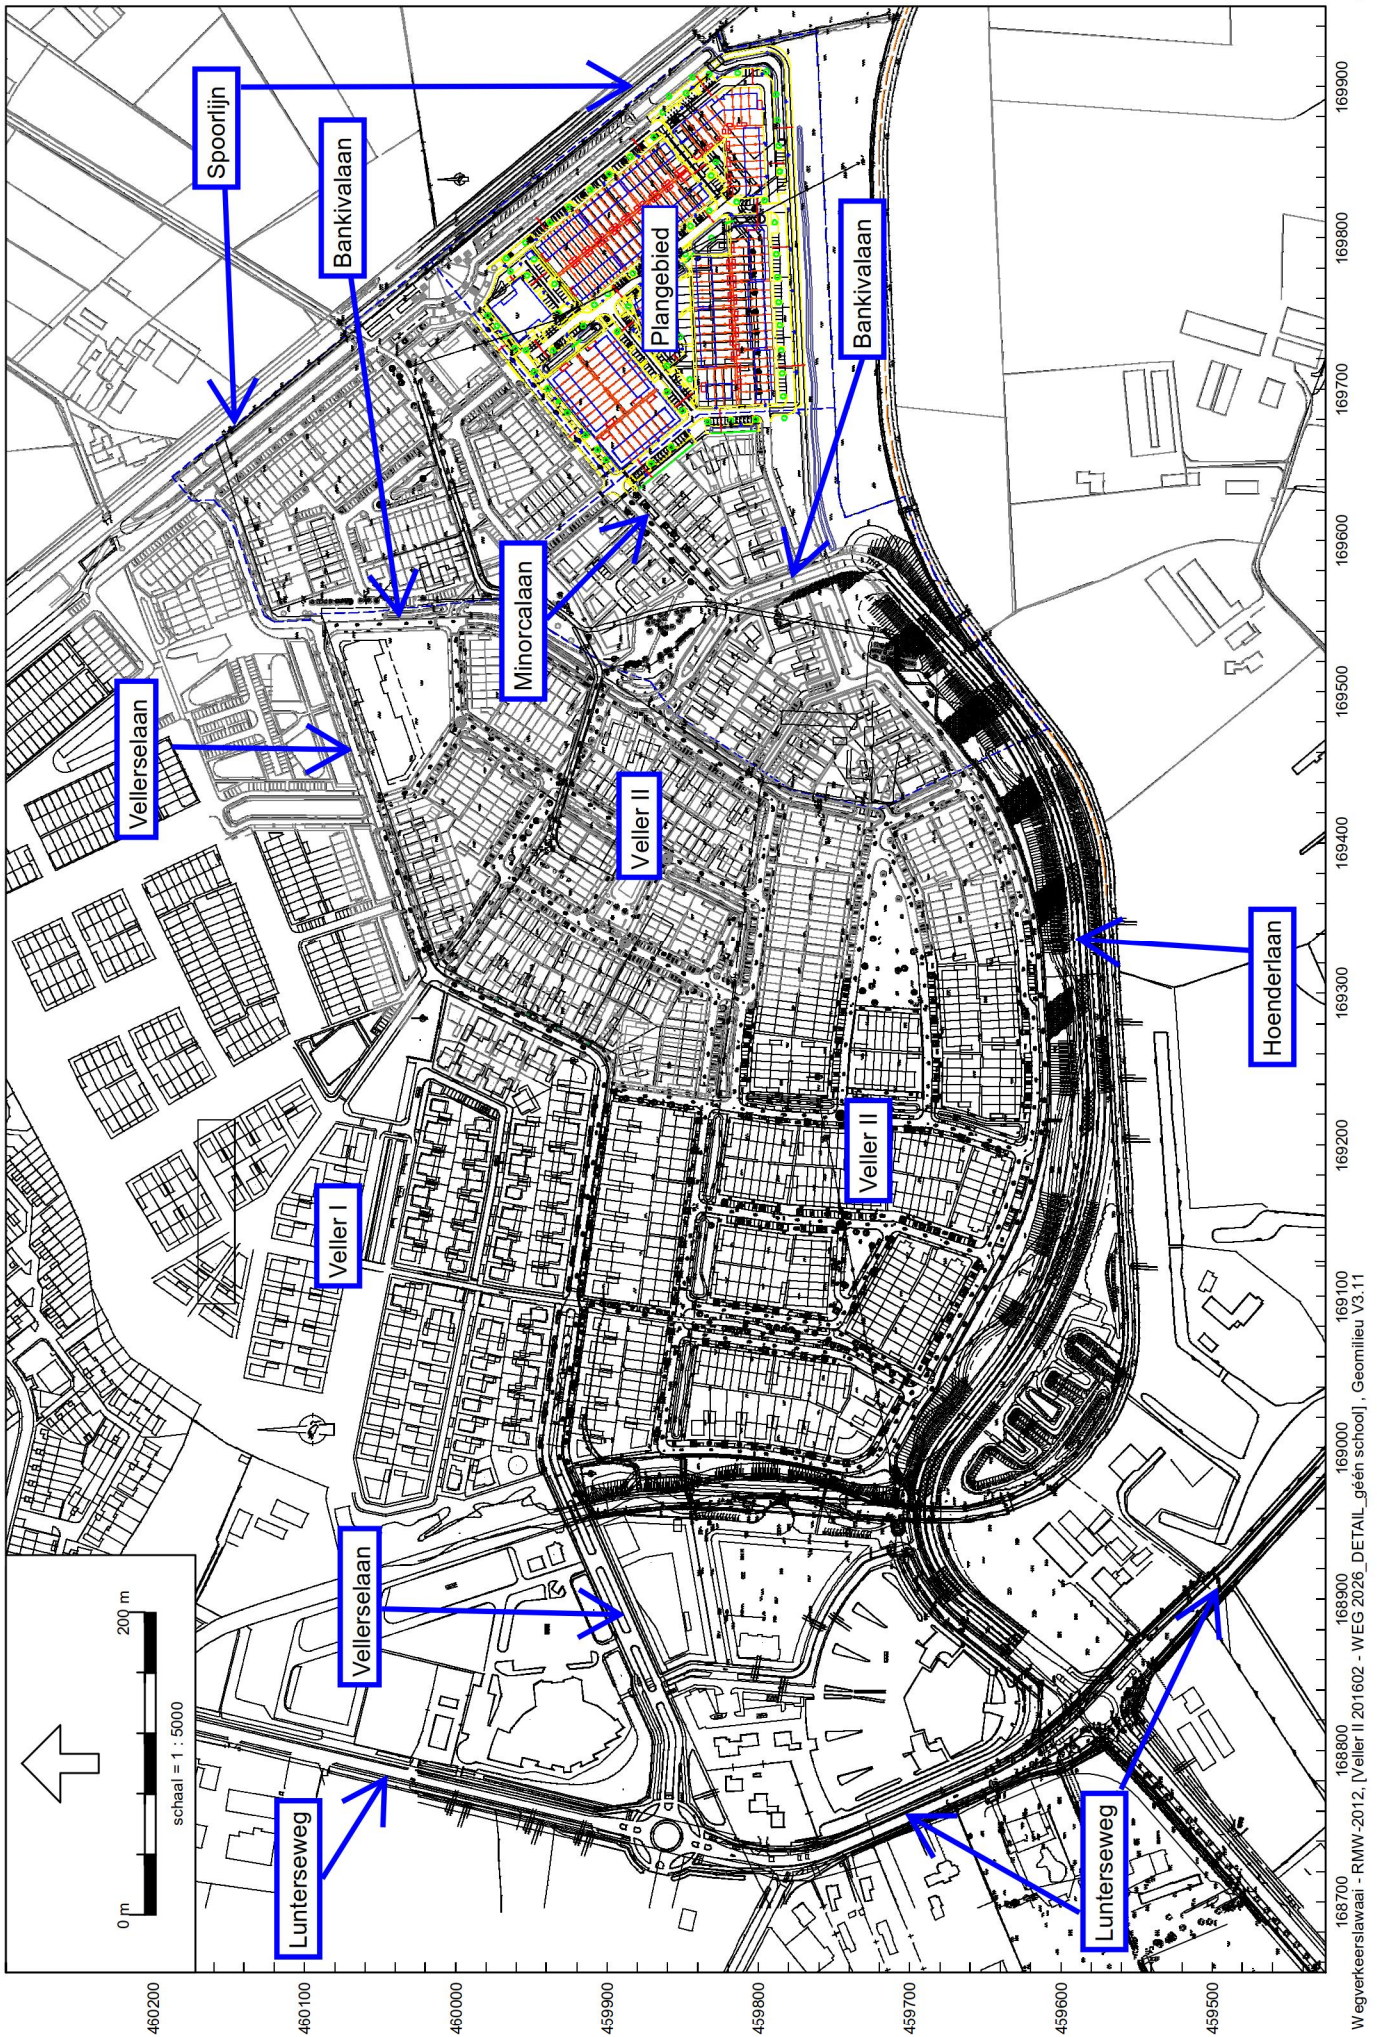 0 m
200 m
schaal = 1 : 5000
Lunterseweg
Vellerselaan
Veller I
Vellerselaan
Bankivalaan
Spoorlijn
Minorcalaan
Veller II
Plangebied
Bankivalaan
Veller II
Lunterseweg
Hoenderlaan
460200
460100
460000
459900
459800
459700
459600
459500
168700
168800
168900
169000
169100
169200
169300
169400
169500
169600
169700
169800
169900
Wegverkeerslawaai - RMW-2012, [Veller II 201602 - WEG 2026_DETAIL_géén school] , Geomilieu V3.11